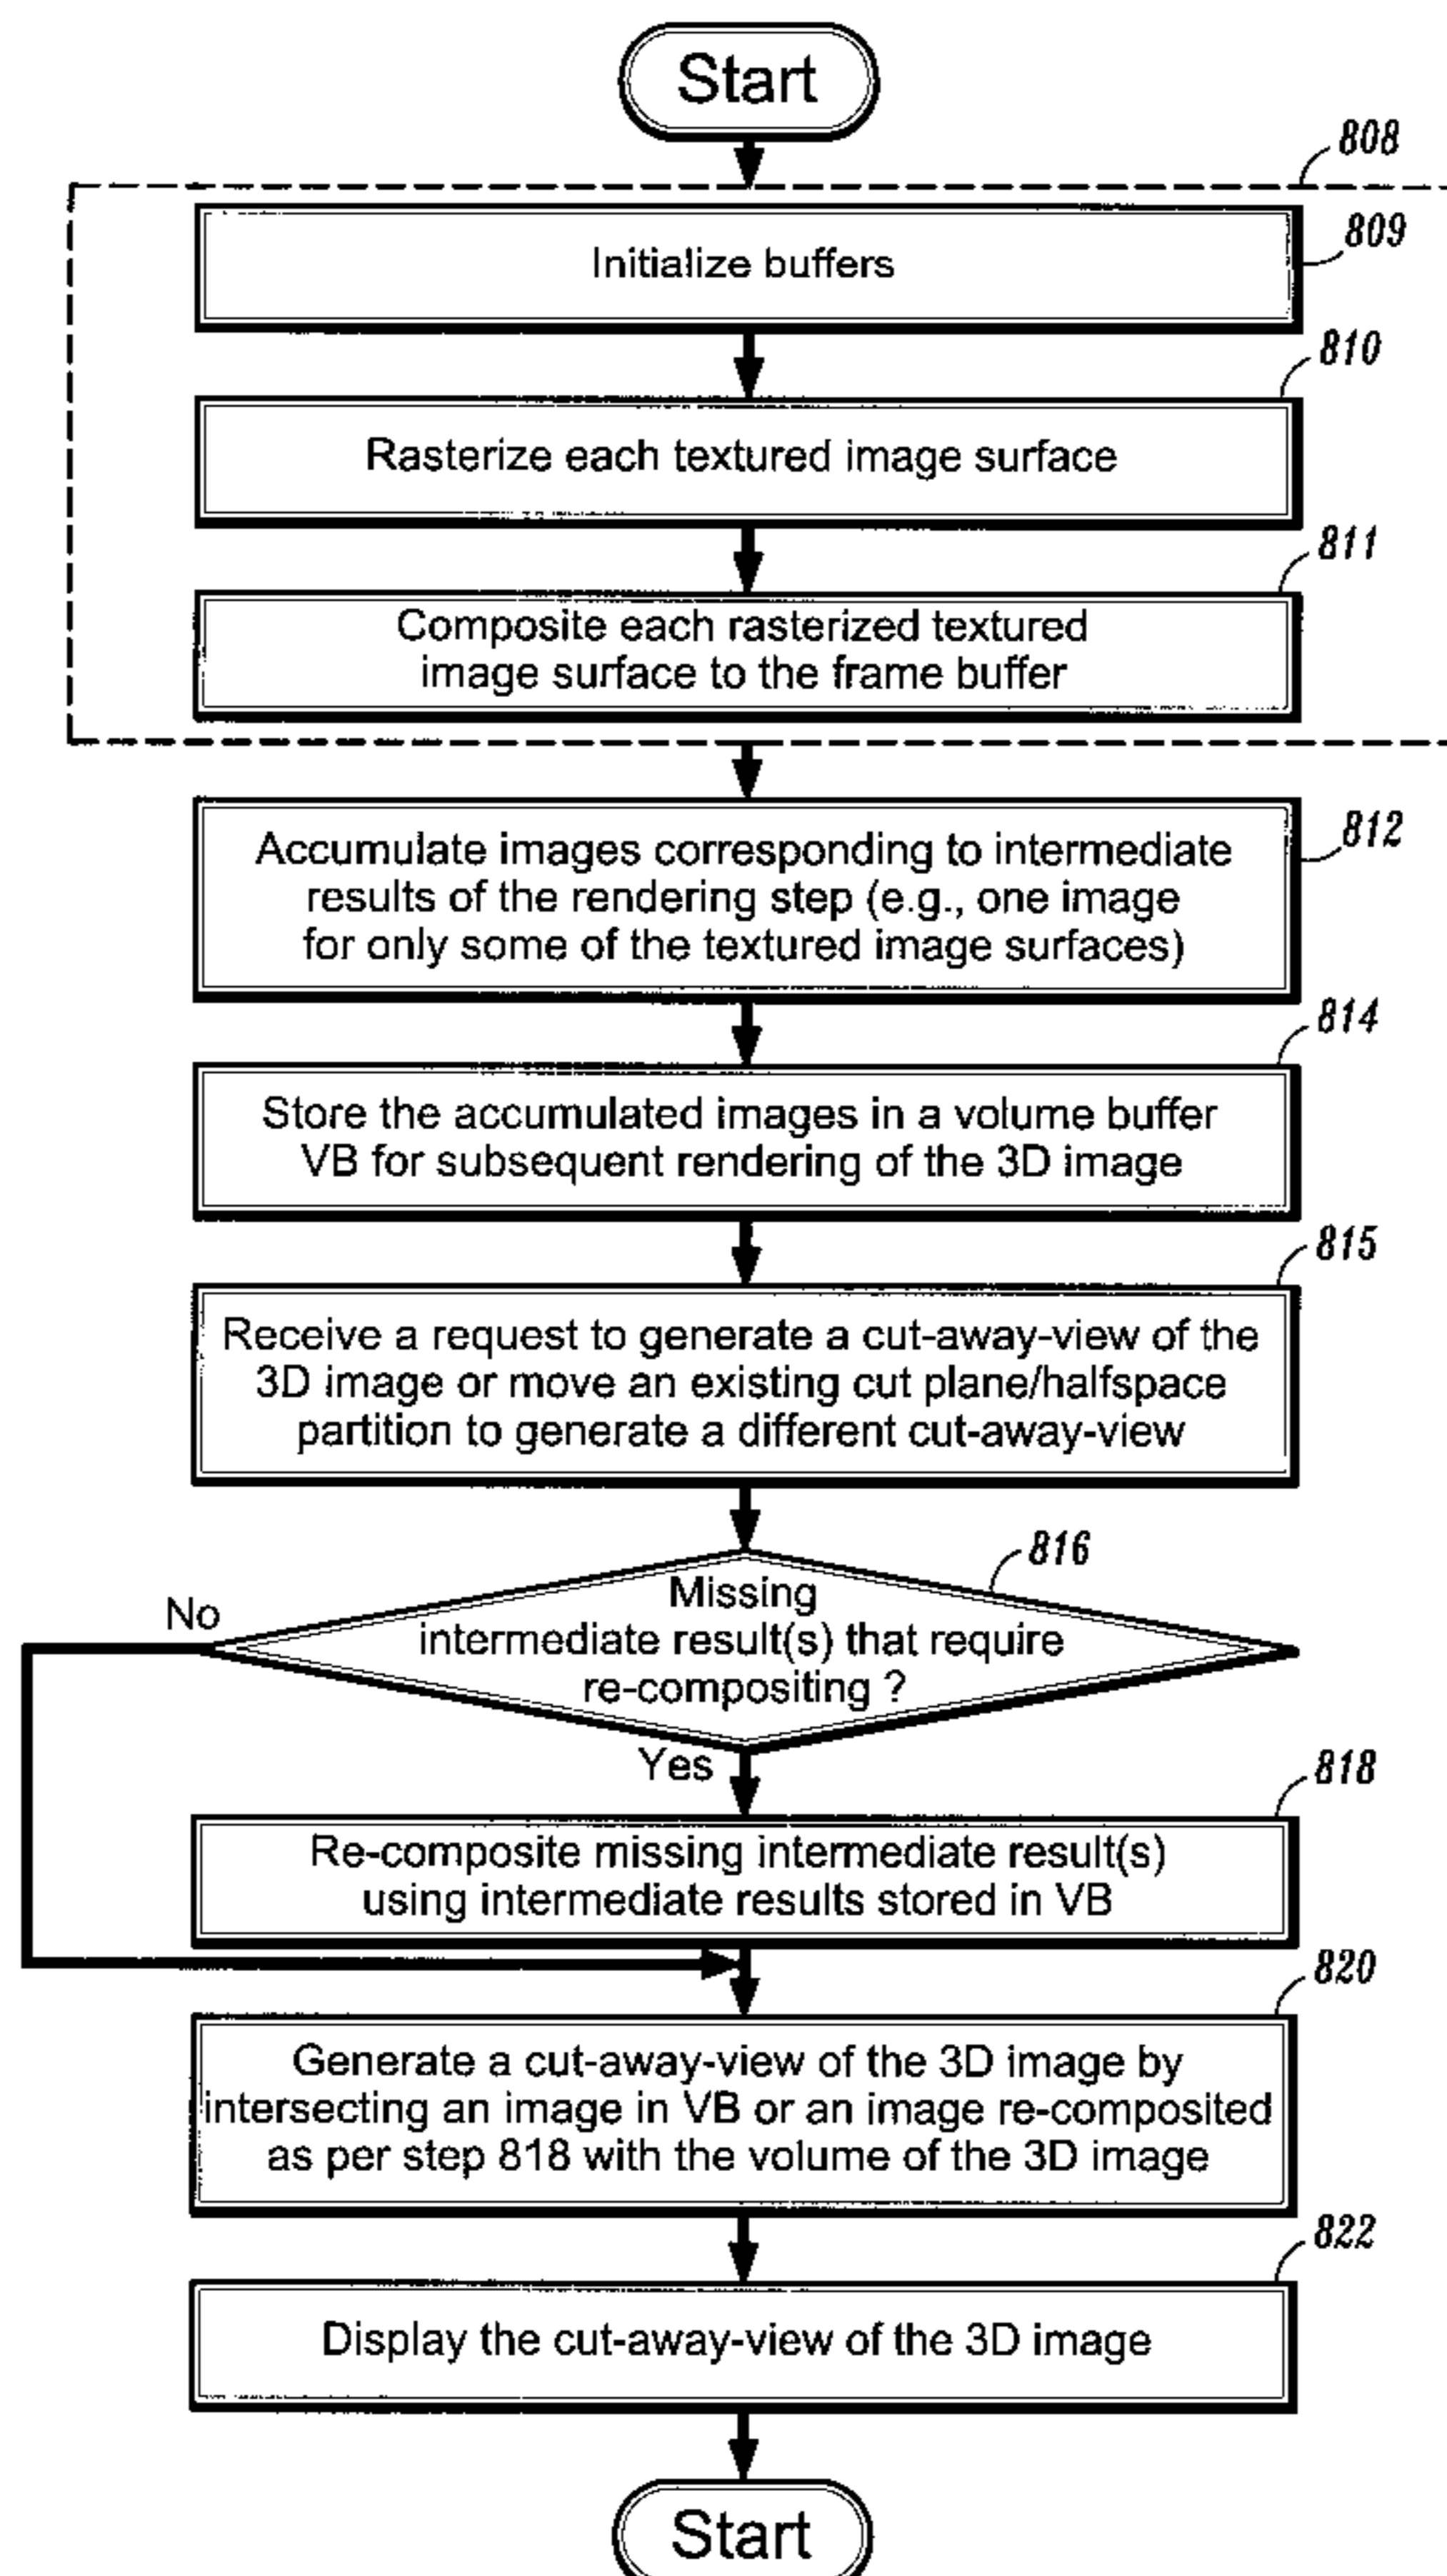 Start
808
Initialize buffers
809
810
Rasterize each textured image surface
811
Composite each rasterized textured
image surface to the frame buffer
812
Accumulate images corresponding to intermediate
results of the rendering step (e.g., one image
for only some of the textured image surfaces)
814
Store the accumulated images in a volume buffer
VB for subsequent rendering of the 3D image
815
Receive a request to generate a cut-away-view of the
3D image or move an existing cut plane/halfspace
partition to generate a different cut-away-view
816
No
Missing
intermediate result(s) that require
re-compositing ?
Yes
818
Re-composite missing intermediate result(s)
using intermediate results stored in VB
820
Generate a cut-away-view of the 3D image by
intersecting an image in VB or an image re-composited
as per step 818 with the volume of the 3D image
822
Display the cut-away-view of the 3D image
Start